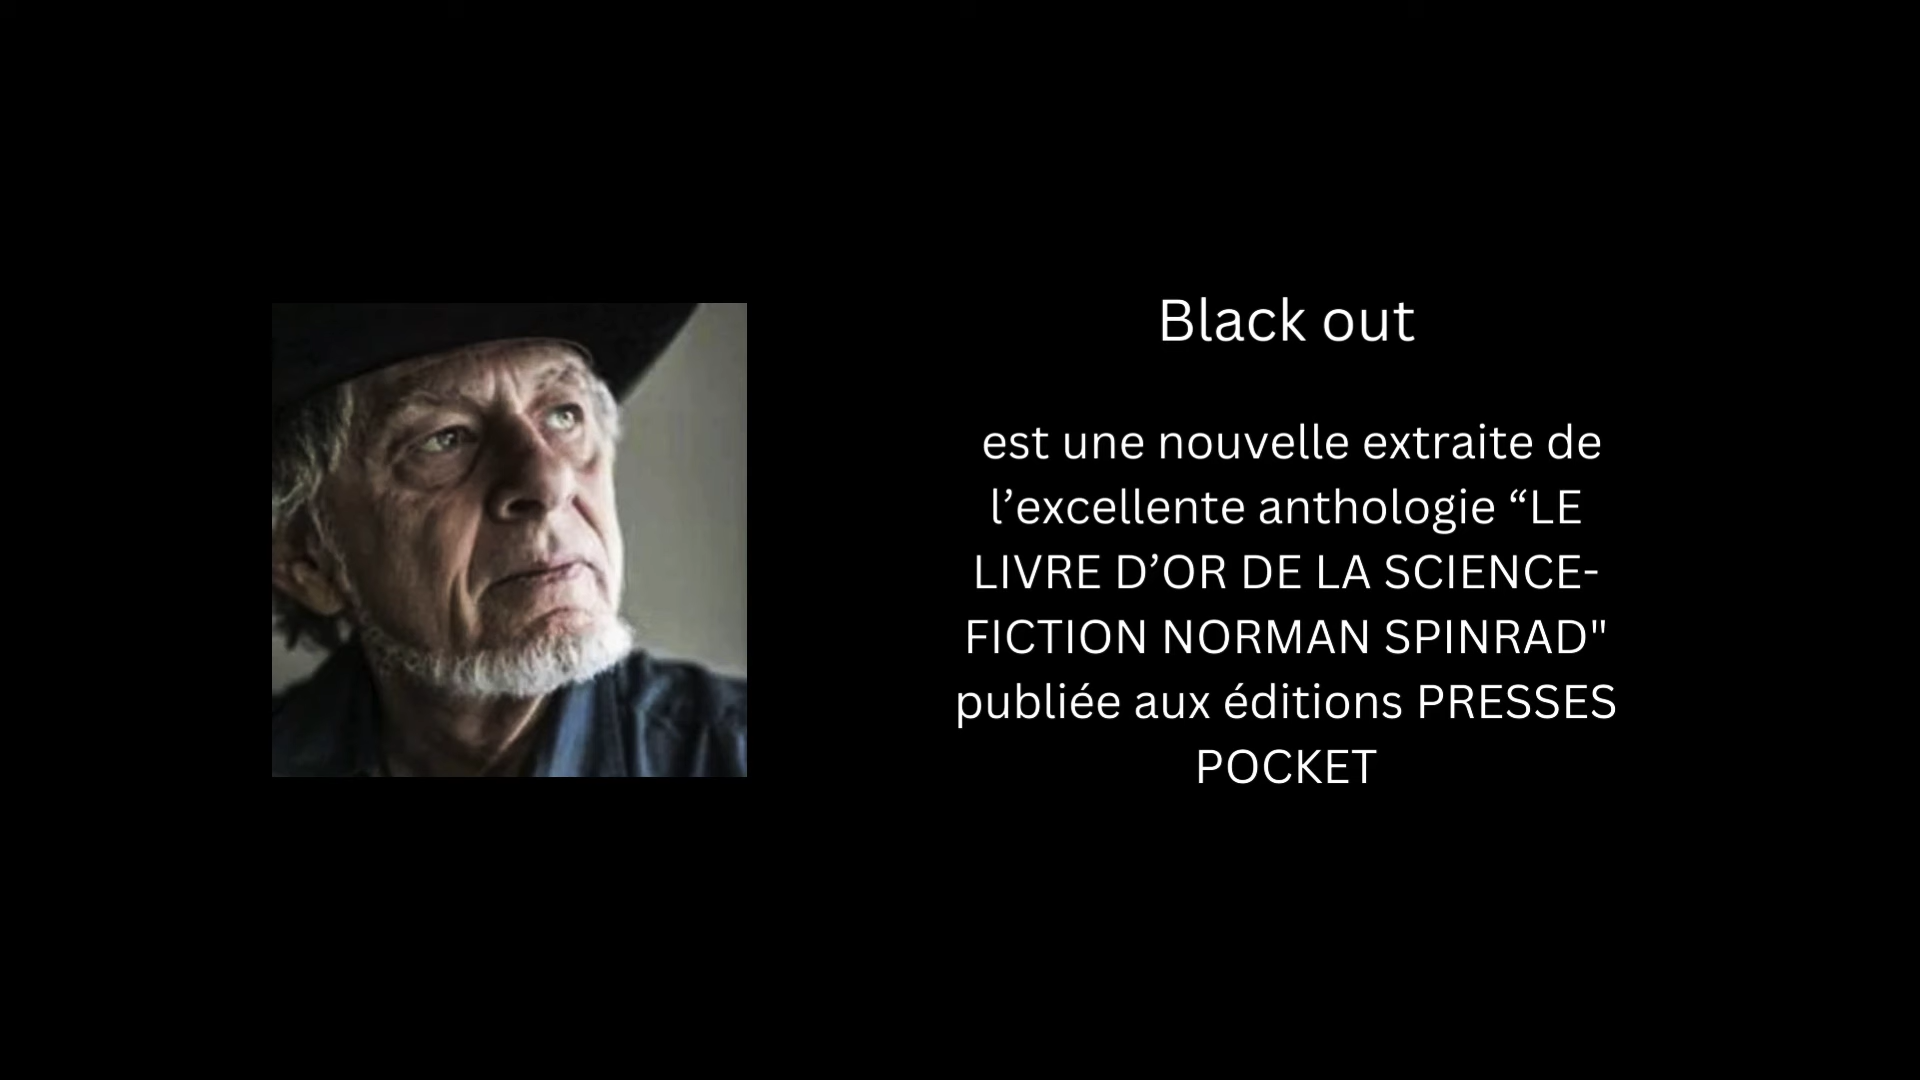 Black out
est une nouvelle extraite de
l’excellente anthologie “LE
LIVRE D’OR DE LA SCIENCE-
FICTION NORMAN SPINRAD"
publiée aux éditions PRESSES
POCKET